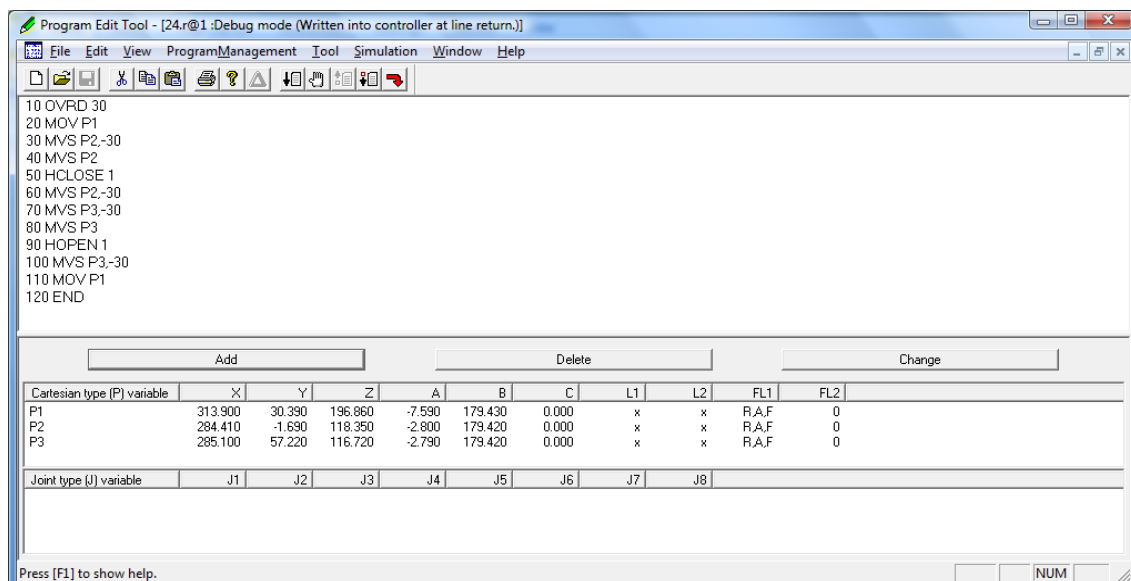 Program Edit Tool - [24.r@1 :Debug mode (Written into controller at line return.)]
File Edit View ProgramManagement Tool Simulation Window Help
10 OVRD 30
20 MOV P1
30 MVS P2,-30
40 MVS P2
50 HCLOSE 1
60 MVS P2,-30
70 MVS P3,-30
80 MVS P3
90 HOPEN 1
100 MVS P3,-30
110 MOV P1
120 END
Add Delete Change
Cartesian type (P) variable X Y Z A B C L1 L2 FL1 FL2
P1 313.900 30.390 196.860 -7.590 179.430 0.000 x x R,A,F 0
P2 284.410 -1.690 118.350 -2.800 179.420 0.000 x x R,A,F 0
P3 285.100 57.220 116.720 -2.790 179.420 0.000 x x R,A,F 0
Joint type (J) variable J1 J2 J3 J4 J5 J6 J7 J8
Press [F1] to show help. NUM